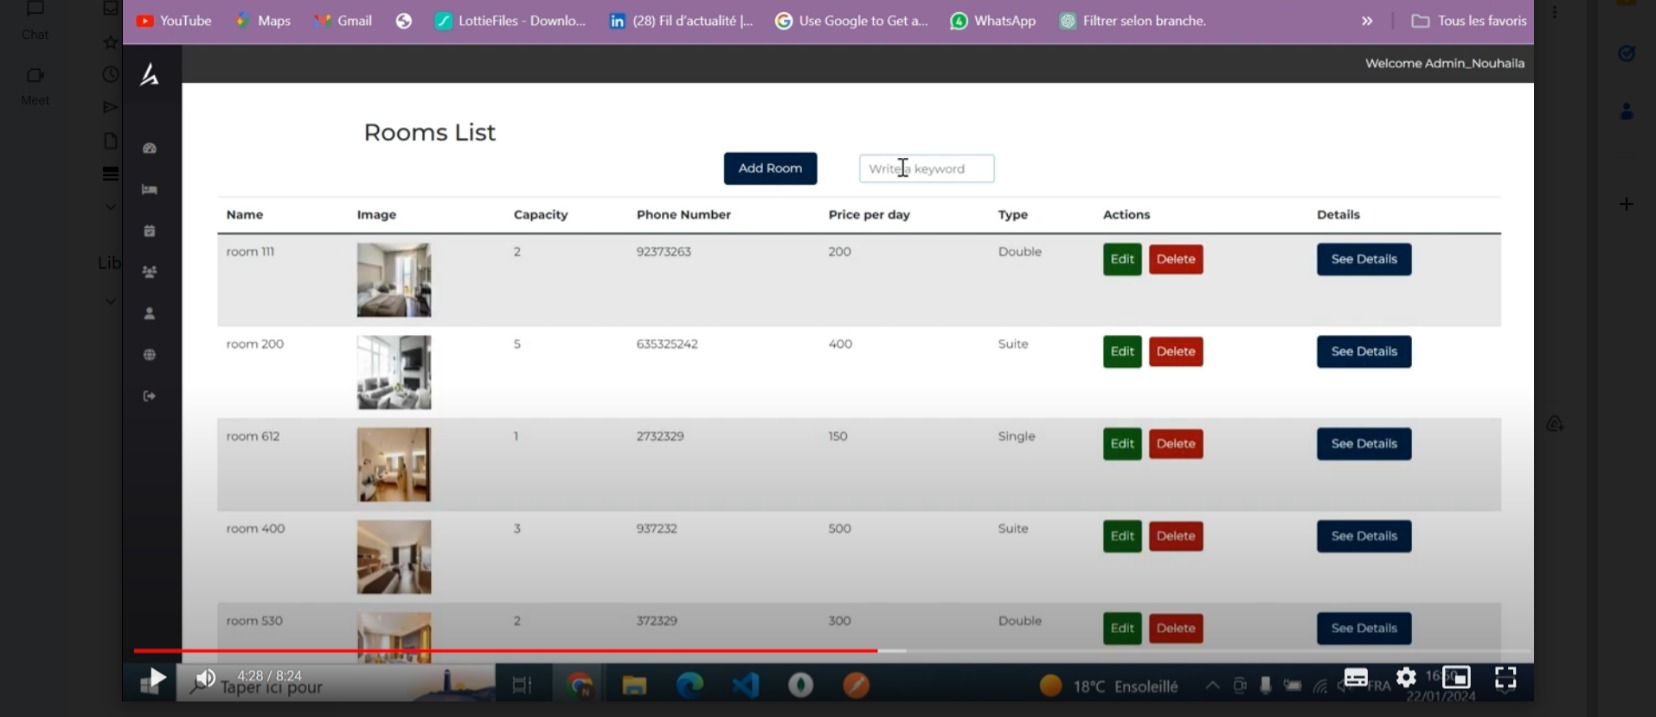 YouTube Maps Gmail LottieFiles - Downlo... (28) Fil d'actualité |... Use Google to Get a... WhatsApp Filtrer selon branche. » Tous les favoris
Chat
Meet
Welcome Admin_Nouhaila
Rooms List
Add Room Write a keyword
Lib
Name Image Capacity Phone Number Price per day Type Actions Details
room 111 2 92373263 200 Double Edit Delete See Details
room 200 5 635325242 400 Suite Edit Delete See Details
room 612 1 2732329 150 Single Edit Delete See Details
room 400 3 937232 500 Suite Edit Delete See Details
room 530 2 372329 300 Double Edit Delete See Details
4:28 / 8:24
Taper ici pour 18°C Ensoleillé FRA
22/01/2024